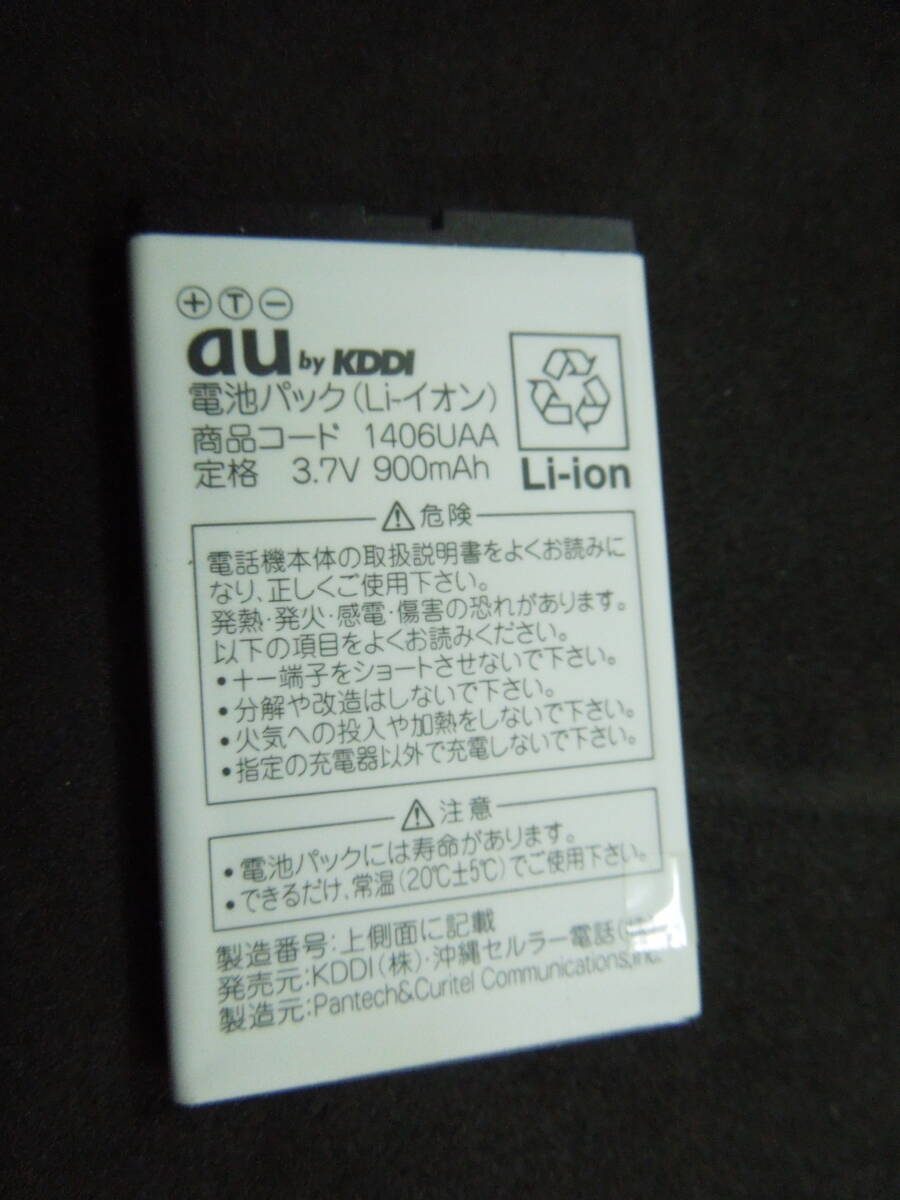 + T −
au by KDDI
電池パック(Li-イオン)
商品コード 1406UAA
定格 3.7V 900mAh
Li-ion
⚠危険
電話機本体の取扱説明書をよくお読みに
なり、正しくご使用下さい。
発熱・発火・感電・傷害の恐れがあります。
以下の項目をよくお読みください。
・+−端子をショートさせないで下さい。
・分解や改造はしないで下さい。
・火気への投入や加熱をしないで下さい。
・指定の充電器以外で充電しないで下さい。
⚠注意
・電池パックには寿命があります。
・できるだけ、常温(20℃±5℃)でご使用下さい。
製造番号:上側面に記載
発売元:KDDI(株)・沖縄セルラー電話(株)
製造元:Pantech&Curitel Communications,Inc.